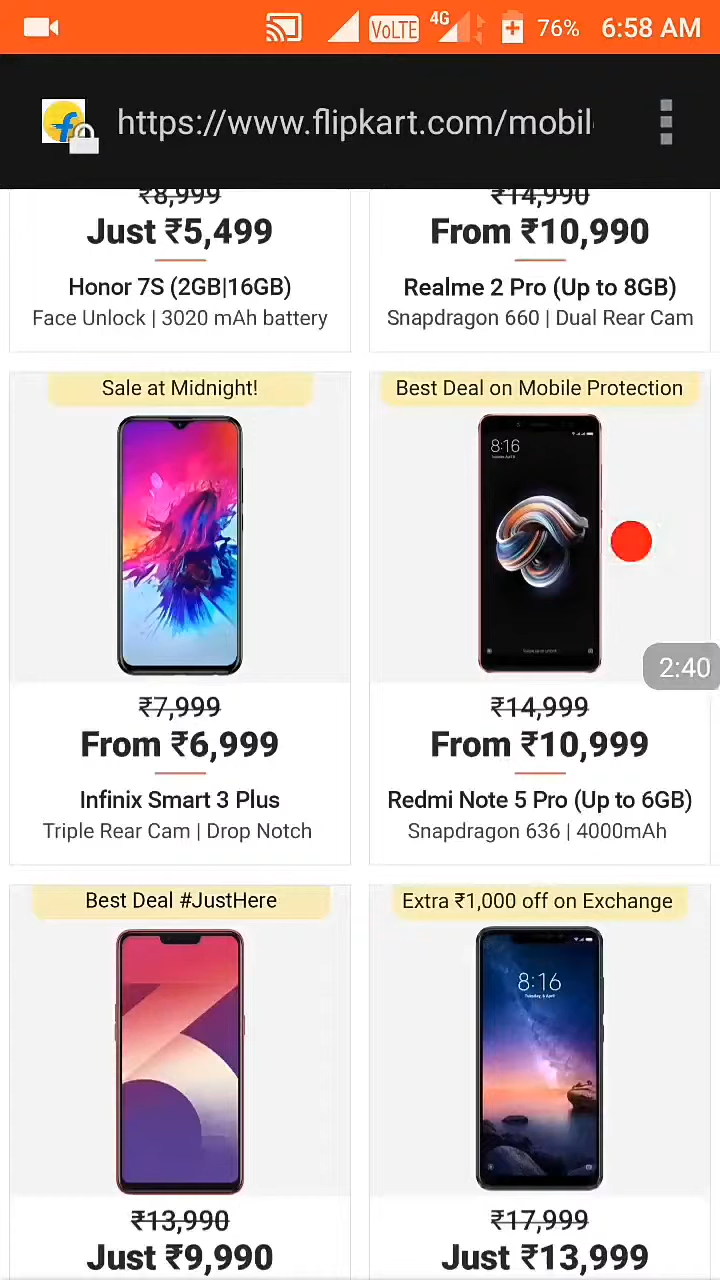 VoLTE 4G 76% 6:58 AM
https://www.flipkart.com/mobil
₹8,999
Just ₹5,499
Honor 7S (2GB|16GB)
Face Unlock | 3020 mAh battery
₹14,990
From ₹10,990
Realme 2 Pro (Up to 8GB)
Snapdragon 660 | Dual Rear Cam
Sale at Midnight!
₹7,999
From ₹6,999
Infinix Smart 3 Plus
Triple Rear Cam | Drop Notch
Best Deal on Mobile Protection
8:16
2:40
₹14,999
From ₹10,999
Redmi Note 5 Pro (Up to 6GB)
Snapdragon 636 | 4000mAh
Best Deal #JustHere
₹13,990
Just ₹9,990
Extra ₹1,000 off on Exchange
8:16
₹17,999
Just ₹13,999